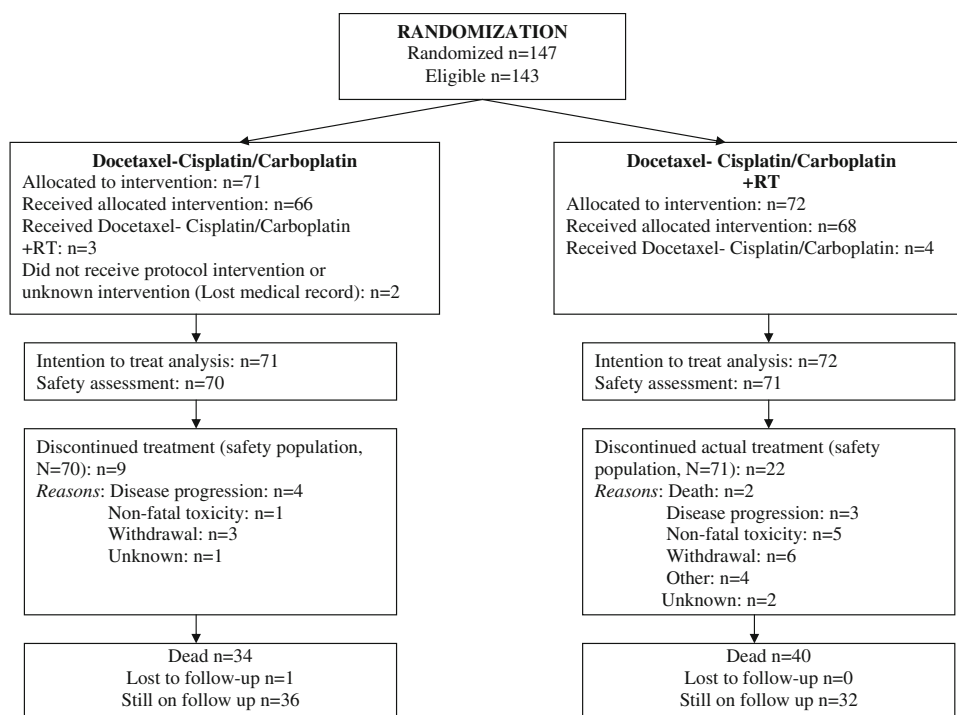 RANDOMIZATION
Randomized n=147
Eligible n=143
Docetaxel-Cisplatin/Carboplatin
Allocated to intervention: n=71
Received allocated intervention: n=66
Received Docetaxel- Cisplatin/Carboplatin
+RT: n=3
Did not receive protocol intervention or
unknown intervention (Lost medical record): n=2
Docetaxel- Cisplatin/Carboplatin
+RT
Allocated to intervention: n=72
Received allocated intervention: n=68
Received Docetaxel- Cisplatin/Carboplatin: n=4
Intention to treat analysis: n=71
Safety assessment: n=70
Intention to treat analysis: n=72
Safety assessment: n=71
Discontinued treatment (safety population,
N=70): n=9
Reasons: Disease progression: n=4
Non-fatal toxicity: n=1
Withdrawal: n=3
Unknown: n=1
Discontinued actual treatment (safety
population, N=71): n=22
Reasons: Death: n=2
Disease progression: n=3
Non-fatal toxicity: n=5
Withdrawal: n=6
Other: n=4
Unknown: n=2
Dead n=34
Lost to follow-up n=1
Still on follow up n=36
Dead n=40
Lost to follow-up n=0
Still on follow up n=32